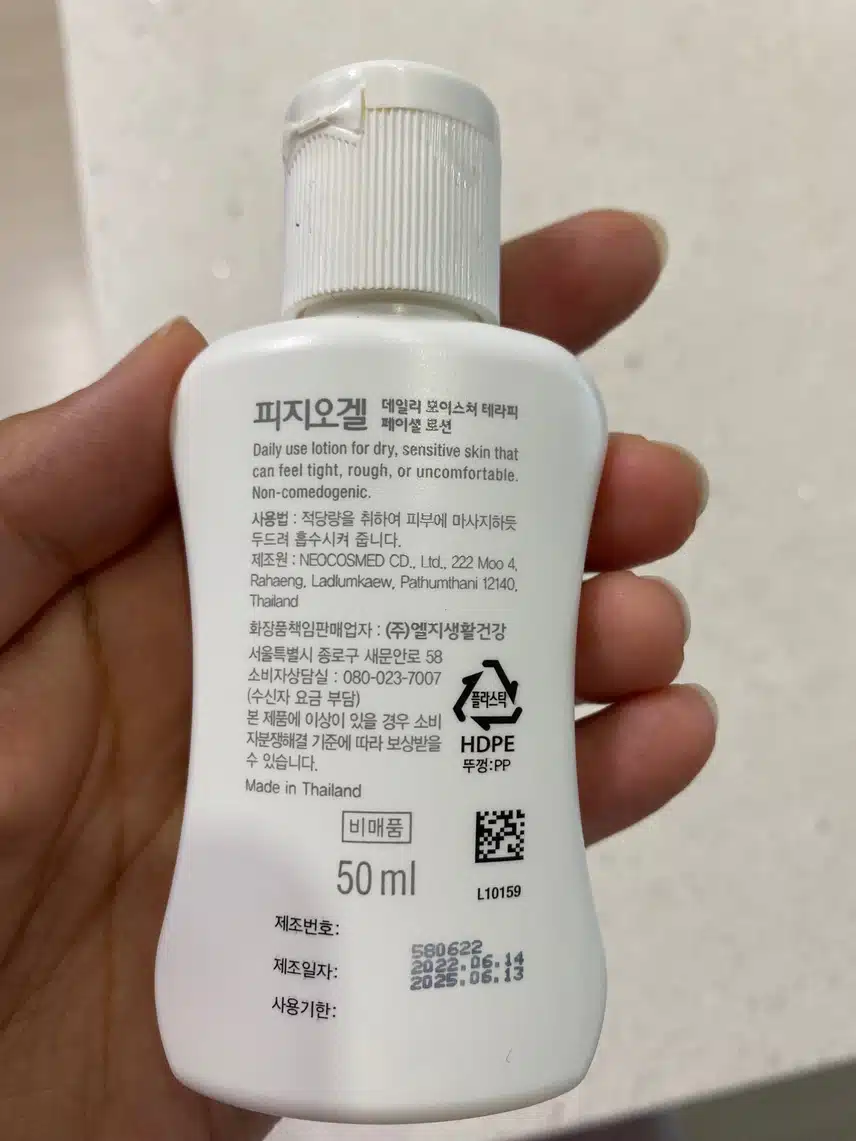 피지오겔 데일리 모이스쳐 테라피
페이셜 로션
Daily use lotion for dry, sensitive skin that
can feel tight, rough, or uncomfortable.
Non-comedogenic.
사용법 : 적당량을 취하여 피부에 마사지하듯
두드려 흡수시켜 줍니다.
제조원 : NEOCOSMED CD., Ltd., 222 Moo 4,
Rahaeng, Ladlumkaew, Pathumthani 12140,
Thailand
화장품책임판매업자 : (주)엘지생활건강
서울특별시 종로구 새문안로 58
소비자상담실 : 080-023-7007
(수신자 요금 부담)
본 제품에 이상이 있을 경우 소비
자분쟁해결 기준에 따라 보상받을
수 있습니다.
Made in Thailand
플라스틱
HDPE
뚜껑:PP
비매품
50 ml
L10159
제조번호:
580622
제조일자:
2022.06.14
사용기한:
2025.06.13